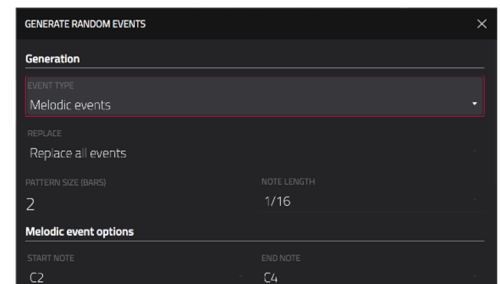 GENERATE RANDOM EVENTS
Generation
EVENT TYPE
Melodic events
REPLACE
Replace all events
PATTERN SIZE (BARS) NOTE LENGTH
2 1/16
Melodic event options
START NOTE END NOTE
C2 C4